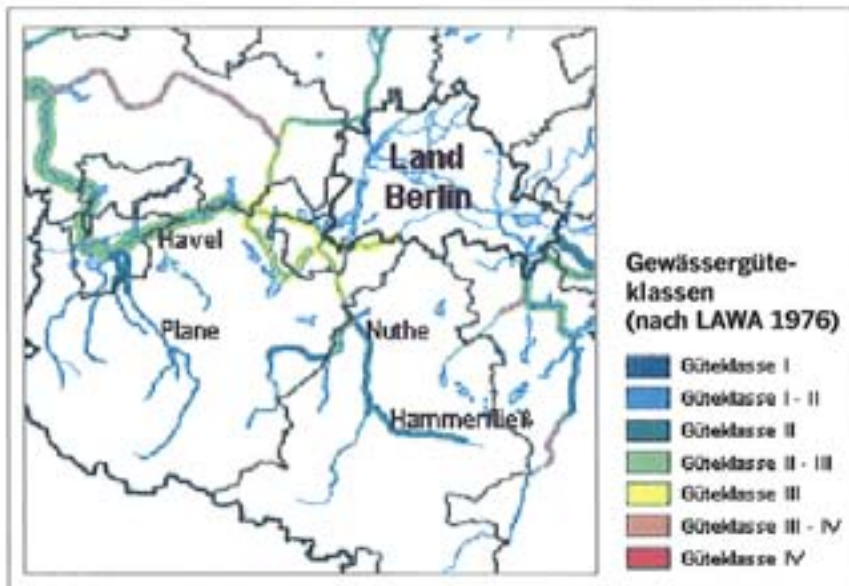 Land
Berlin
Havel
Plane
Nuthe
Hammerfließ
Gewässergüte-
klassen
(nach LAWA 1976)
Güteklasse I
Güteklasse I - II
Güteklasse II
Güteklasse II - III
Güteklasse III
Güteklasse III - IV
Güteklasse IV